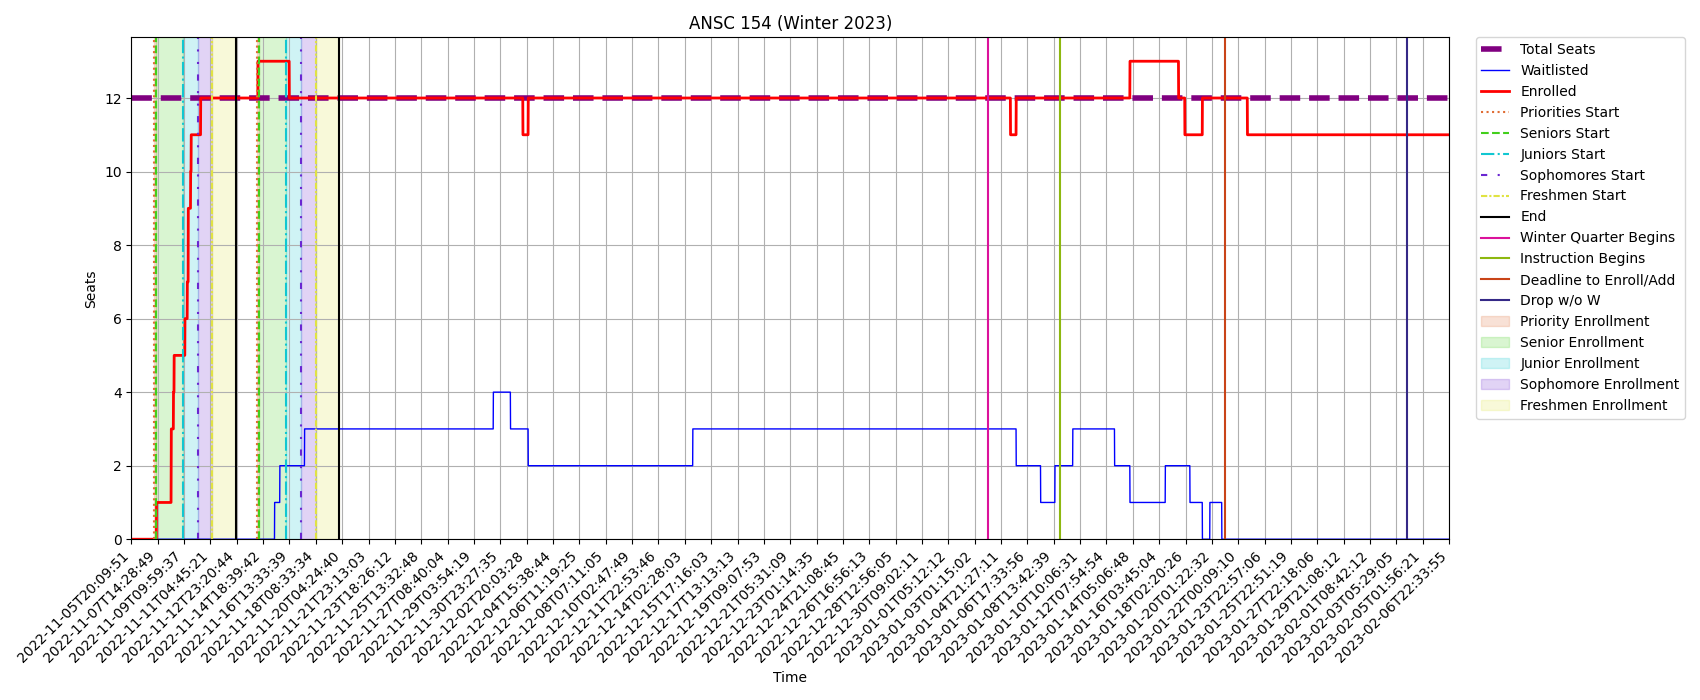 ANSC 154 (Winter 2023)
Total Seats
Waitlisted
Enrolled
Priorities Start
Seniors Start
Juniors Start
Sophomores Start
Freshmen Start
End
Winter Quarter Begins
Instruction Begins
Deadline to Enroll/Add
Drop w/o W
Priority Enrollment
Senior Enrollment
Junior Enrollment
Sophomore Enrollment
Freshmen Enrollment
Seats
12
10
8
6
4
2
0
2022-11-05T20:09:51
2022-11-07T14:28:49
2022-11-09T09:59:37
2022-11-11T04:45:21
2022-11-12T23:20:44
2022-11-14T18:39:42
2022-11-16T13:33:39
2022-11-18T08:33:34
2022-11-20T04:24:40
2022-11-21T23:13:03
2022-11-23T18:26:12
2022-11-25T13:32:48
2022-11-27T08:40:04
2022-11-29T03:54:19
2022-11-30T23:27:35
2022-12-02T20:03:28
2022-12-04T15:38:44
2022-12-06T11:19:25
2022-12-08T07:11:05
2022-12-10T02:47:49
2022-12-11T22:53:46
2022-12-14T02:28:03
2022-12-15T17:16:03
2022-12-17T13:13:13
2022-12-19T09:07:53
2022-12-21T05:31:09
2022-12-23T01:14:35
2022-12-24T21:08:45
2022-12-26T16:56:13
2022-12-28T12:56:05
2022-12-30T09:02:11
2023-01-01T05:12:12
2023-01-03T01:15:02
2023-01-04T21:27:11
2023-01-06T17:33:56
2023-01-08T13:42:39
2023-01-10T10:06:31
2023-01-12T07:54:54
2023-01-14T05:06:48
2023-01-16T03:45:04
2023-01-18T02:20:26
2023-01-20T01:22:32
2023-01-22T00:09:10
2023-01-23T22:57:06
2023-01-25T22:51:19
2023-01-27T22:18:06
2023-01-29T21:08:12
2023-02-01T08:42:12
2023-02-03T05:29:05
2023-02-05T01:56:21
2023-02-06T22:33:55
Time